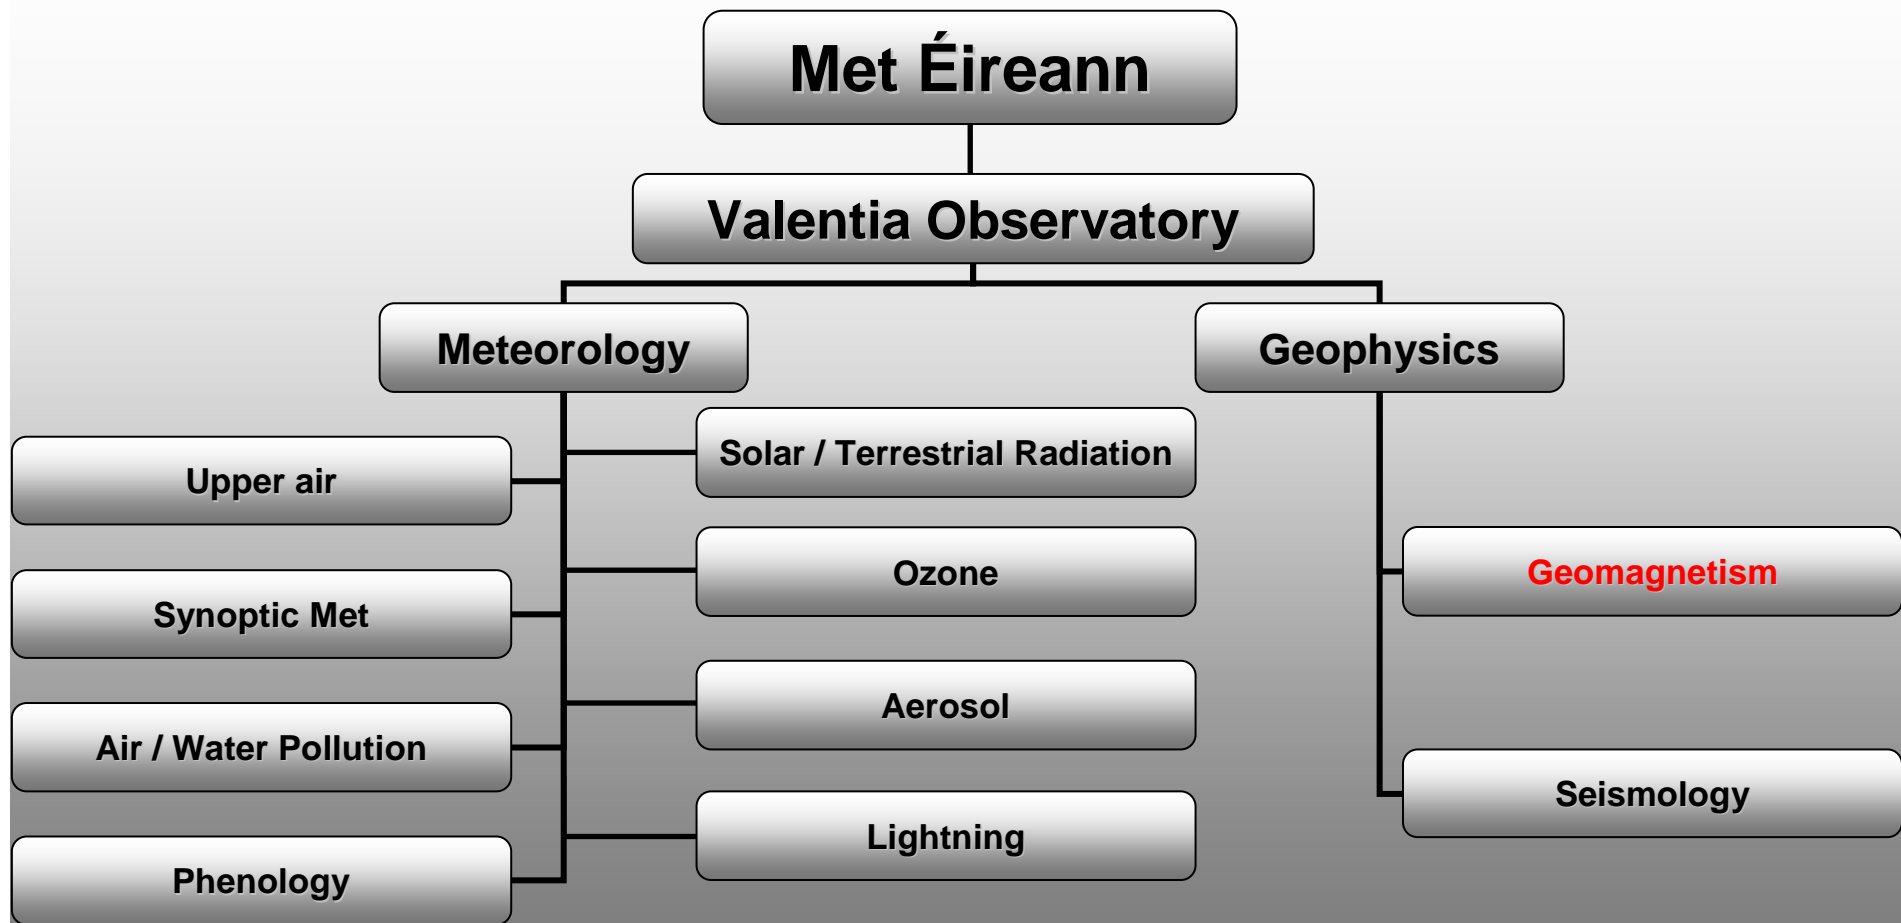 Met Éireann
Valentia Observatory
Meteorology
Geophysics
Upper air
Synoptic Met
Air / Water Pollution
Phenology
Solar / Terrestrial Radiation
Ozone
Aerosol
Lightning
Geomagnetism
Seismology